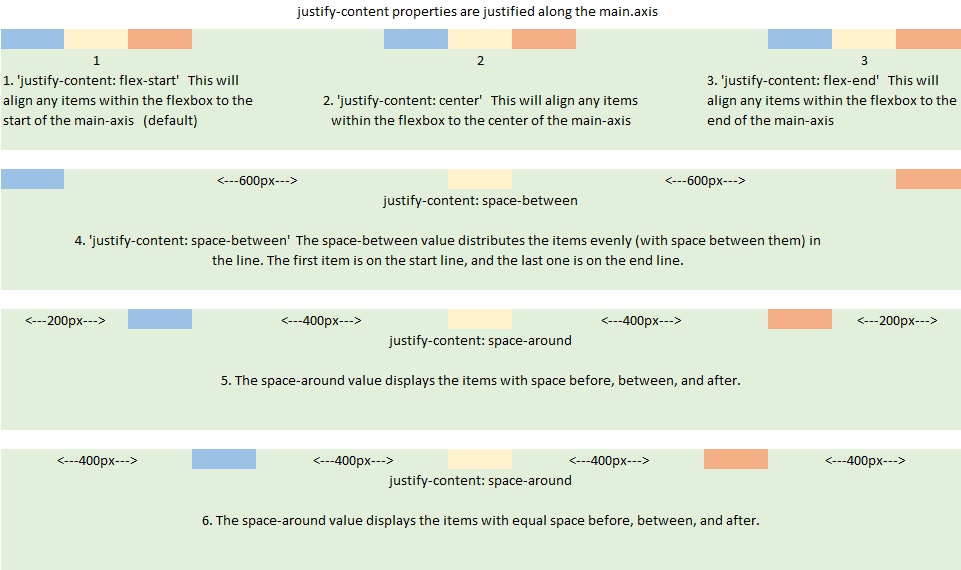 justify-content properties are justified along the main.axis
1
2
3
1. 'justify-content: flex-start'  This will
align any items within the flexbox to the
start of the main-axis  (default)
2. 'justify-content: center'  This will align any items
within the flexbox to the center of the main-axis
3. 'justify-content: flex-end'  This will
align any items within the flexbox to the
end of the main-axis
<---600px--->
<---600px--->
justify-content: space-between
4. 'justify-content: space-between'  The space-between value distributes the items evenly (with space between them) in
the line. The first item is on the start line, and the last one is on the end line.
<---200px--->
<---400px--->
<---400px--->
<---200px--->
justify-content: space-around
5. The space-around value displays the items with space before, between, and after.
<---400px--->
<---400px--->
<---400px--->
<---400px--->
justify-content: space-around
6. The space-around value displays the items with equal space before, between, and after.